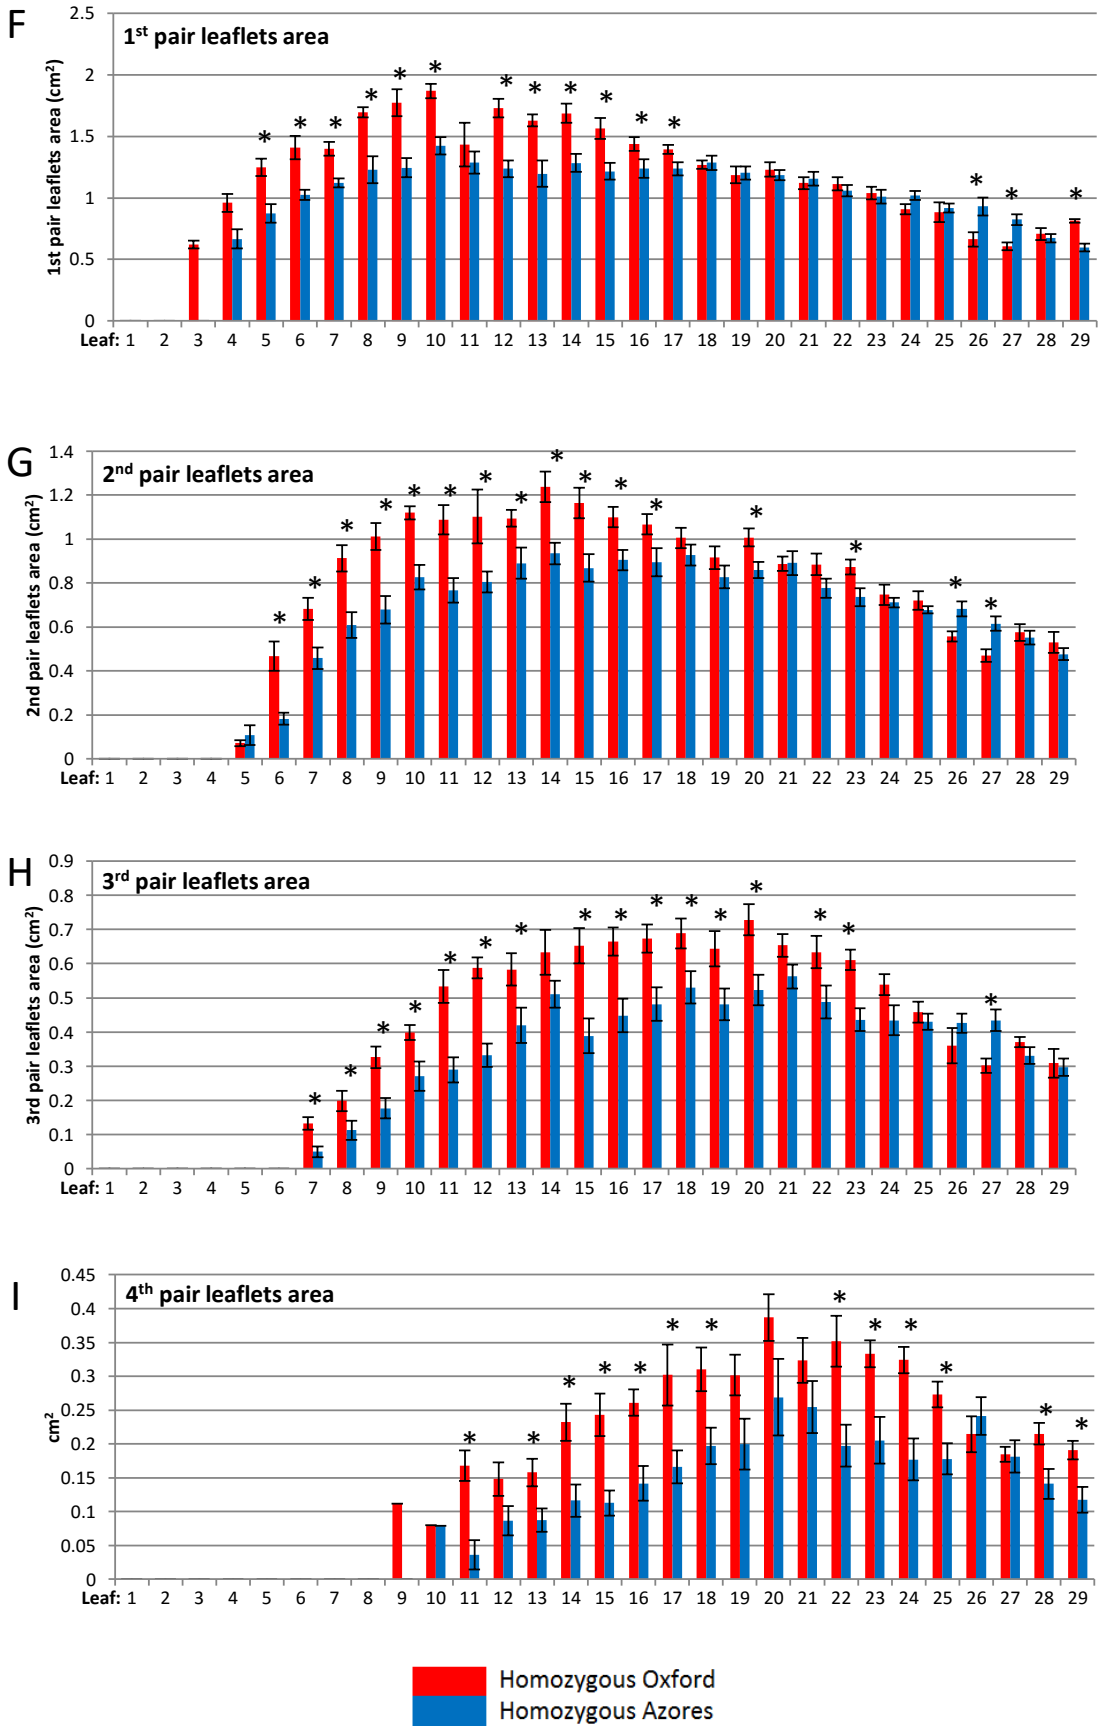 F
1st pair leaflets area
1st pair leaflets area (cm2)
2.5
2
1.5
1
0.5
0
Leaf: 1 2 3 4 5 6 7 8 9 10 11 12 13 14 15 16 17 18 19 20 21 22 23 24 25 26 27 28 29
* * * * * * * * * * * * * * *
G
2nd pair leaflets area
2nd pair leaflets area (cm2)
1.4
1.2
1
0.8
0.6
0.4
0.2
0
Leaf: 1 2 3 4 5 6 7 8 9 10 11 12 13 14 15 16 17 18 19 20 21 22 23 24 25 26 27 28 29
* * * * * * * * * * * * * * * *
H
3rd pair leaflets area
3rd pair leaflets area (cm2)
0.9
0.8
0.7
0.6
0.5
0.4
0.3
0.2
0.1
0
Leaf: 1 2 3 4 5 6 7 8 9 10 11 12 13 14 15 16 17 18 19 20 21 22 23 24 25 26 27 28 29
* * * * * * * * * * * * * * * *
I
4th pair leaflets area
cm2
0.45
0.4
0.35
0.3
0.25
0.2
0.15
0.1
0.05
0
Leaf: 1 2 3 4 5 6 7 8 9 10 11 12 13 14 15 16 17 18 19 20 21 22 23 24 25 26 27 28 29
* * * * * * * * * * * * *
Homozygous Oxford
Homozygous Azores